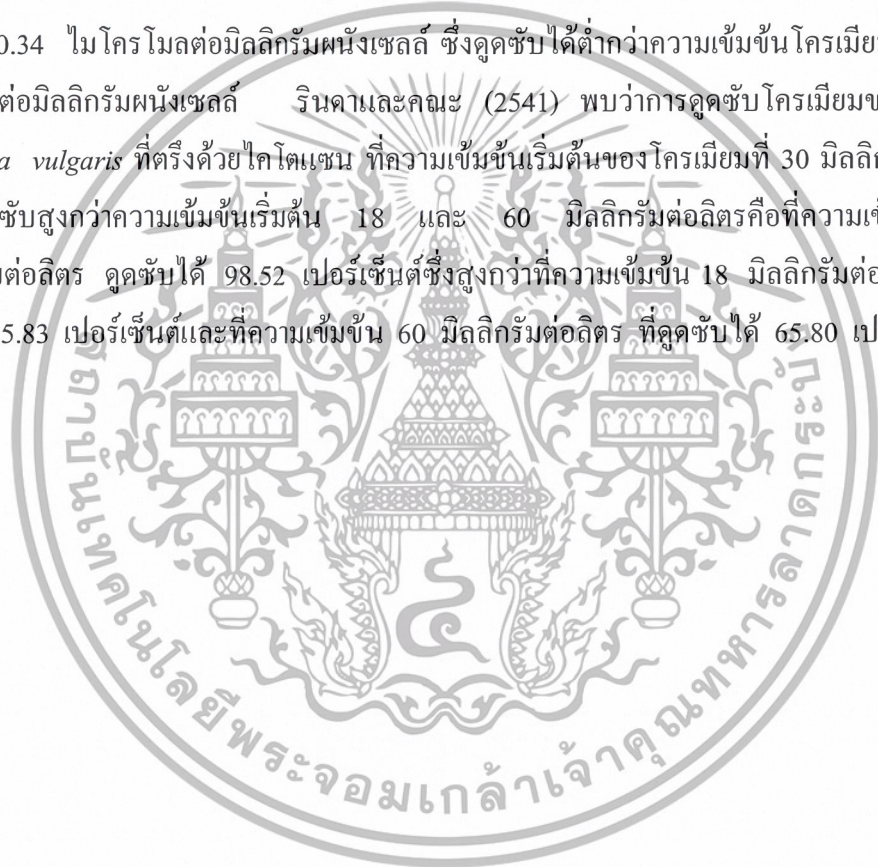 0.34 ไมโครโมลต่อมิลลิกรัมผนังเซลล์ ซึ่งดูดซับได้ต่ำกว่าความเข้มข้นโครเมีย
ต่อมิลลิกรัมผนังเซลล์ รินดาและคณะ (2541) พบว่าการดูดซับโครเมียมข
a vulgaris ที่ตรึงด้วยไคโตแซน ที่ความเข้มข้นเริ่มต้นของโครเมียมที่ 30 มิลลิก
ซับสูงกว่าความเข้มข้นเริ่มต้น 18 และ 60 มิลลิกรัมต่อลิตรคือที่ความเข
มต่อลิตร ดูดซับได้ 98.52 เปอร์เซ็นต์ซึ่งสูงกว่าที่ความเข้มข้น 18 มิลลิกรัมต่อ
5.83 เปอร์เซ็นต์และที่ความเข้มข้น 60 มิลลิกรัมต่อลิตร ที่ดูดซับได้ 65.80 เป
สถาบันเทคโนโลยีพระจอมเกล้าเจ้าคุณทหารลาดกระบัง
๔